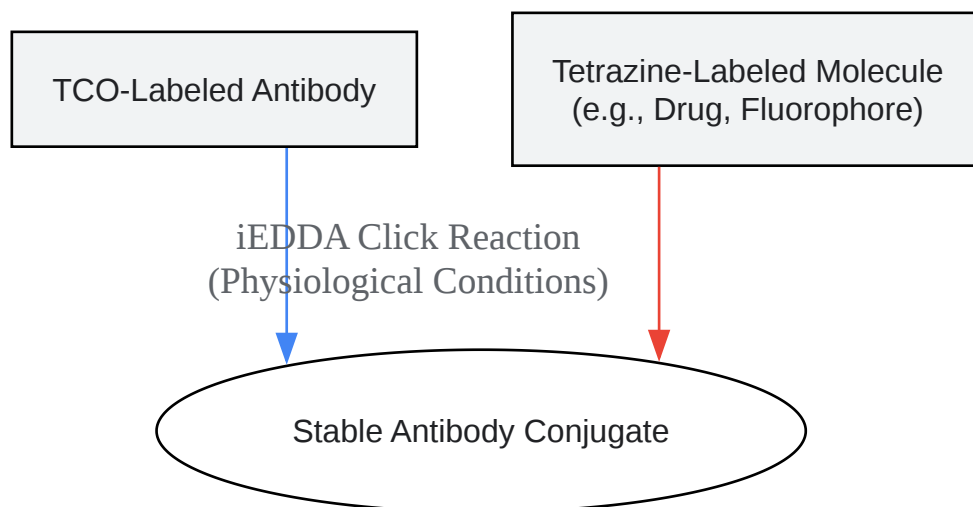 TCO-Labeled Antibody
Tetrazine-Labeled Molecule
(e.g., Drug, Fluorophore)
iEDDA Click Reaction
(Physiological Conditions)
Stable Antibody Conjugate